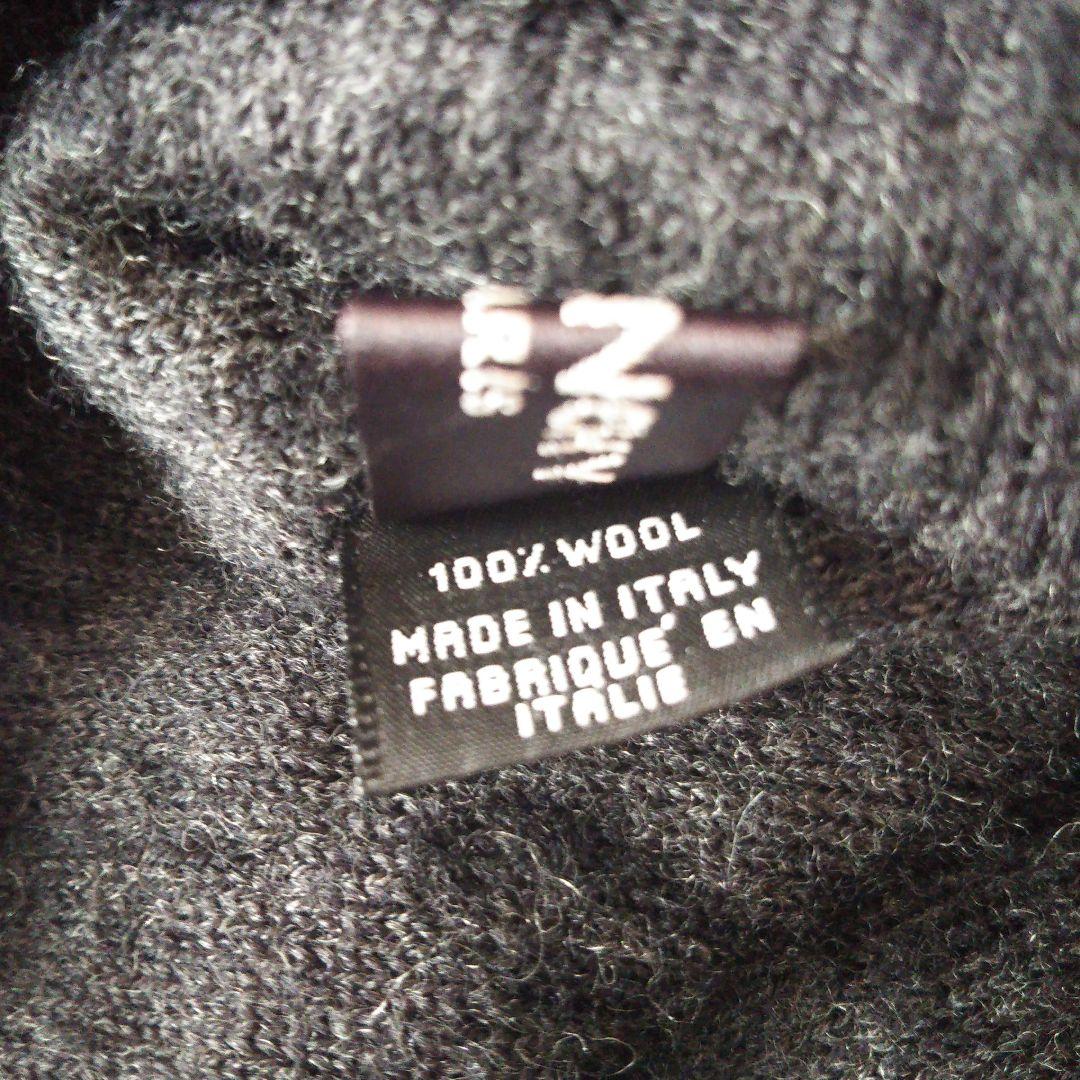 100% WOOL
MADE IN ITALY
FABRIQUE' EN
ITALIE